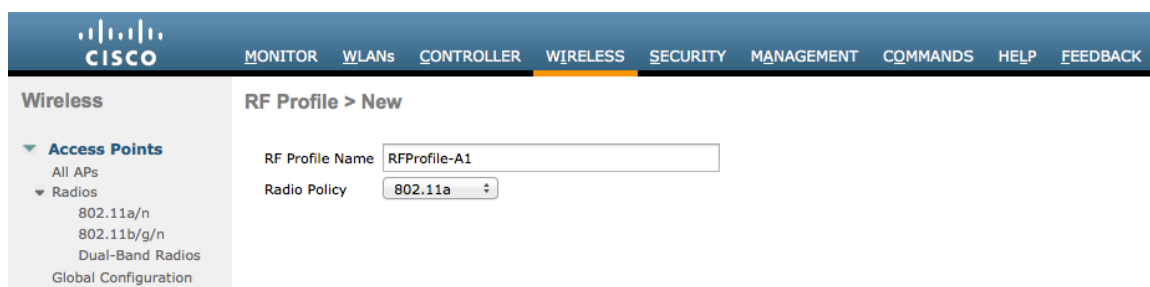 CISCO
MONITOR WLANs CONTROLLER WIRELESS SECURITY MANAGEMENT COMMANDS HELP FEEDBACK
Wireless
Access Points
All APs
Radios
802.11a/n
802.11b/g/n
Dual-Band Radios
Global Configuration
RF Profile > New
RF Profile Name RFProfile-A1
Radio Policy 802.11a